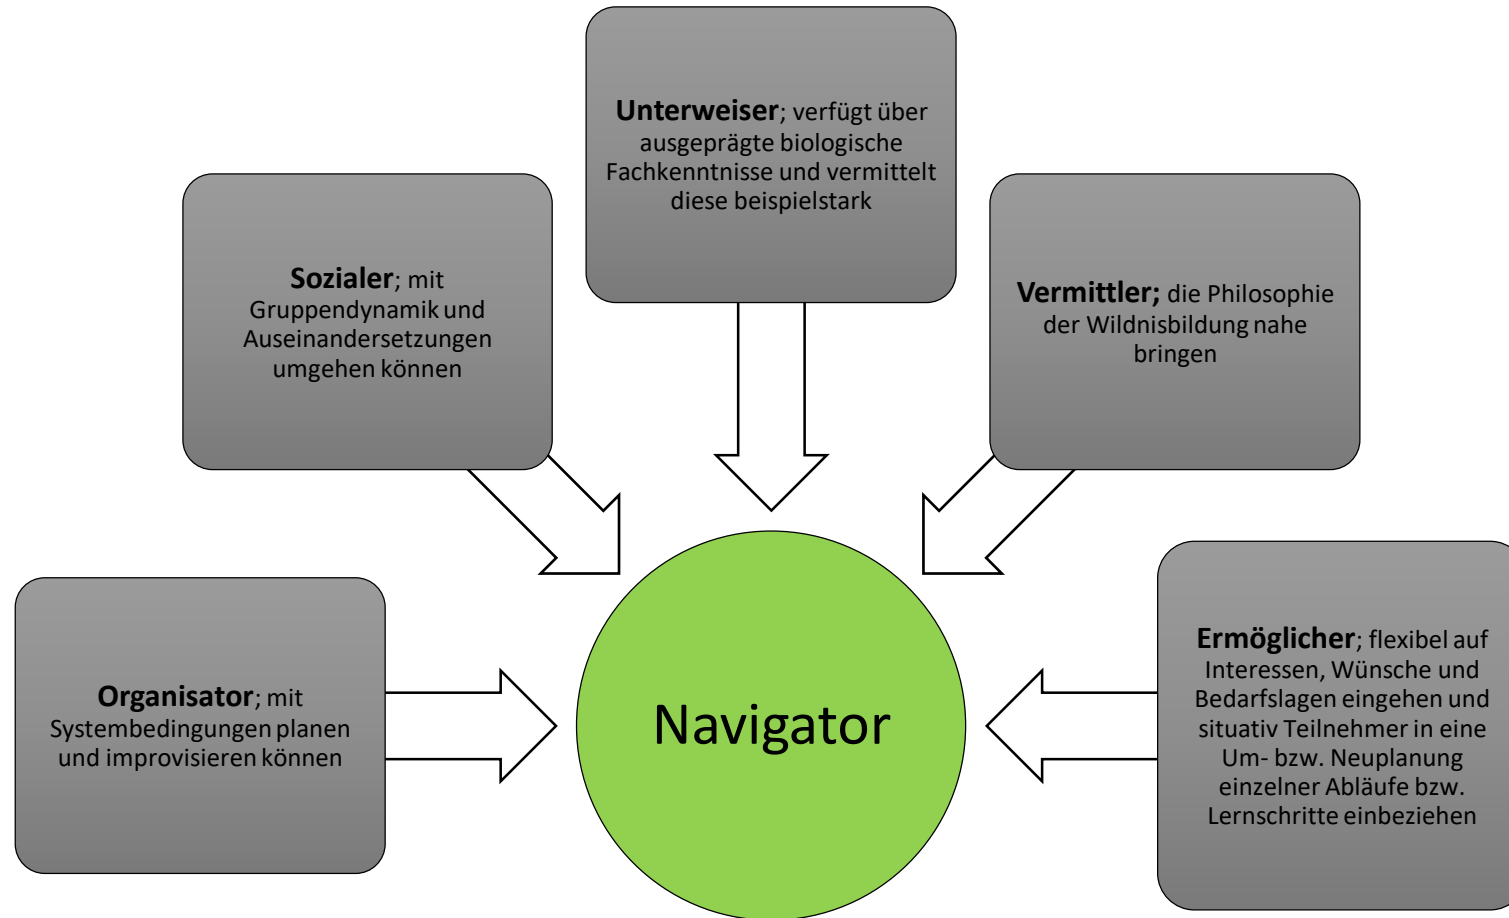 Unterweiser; verfügt über
ausgeprägte biologische
Fachkenntnisse und vermittelt
diese beispielstark
Sozialer; mit
Gruppendynamik und
Auseinandersetzungen
umgehen können
Vermittler; die Philosophie
der Wildnisbildung nahe
bringen
Organisator; mit
Systembedingungen planen
und improvisieren können
Navigator
Ermöglicher; flexibel auf
Interessen, Wünsche und
Bedarfslagen eingehen und
situativ Teilnehmer in eine
Um- bzw. Neuplanung
einzelner Abläufe bzw.
Lernschritte einbeziehen